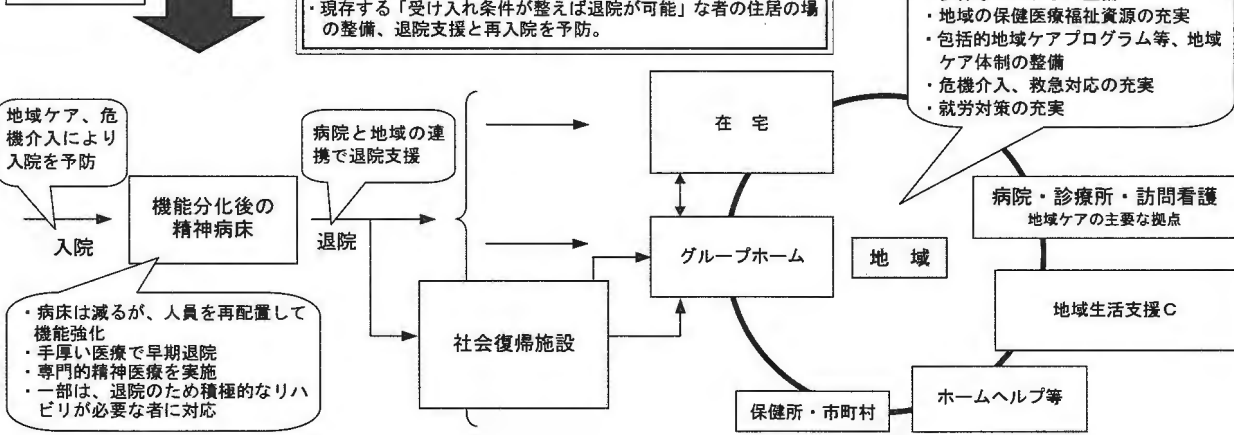 ・現存する「受け入れ条件が整えば退院が可能」な者の住居の場
の整備、退院支援と再入院を予防。
・地域の保健医療福祉資源の充実
・包括的地域ケアプログラム等、地域
ケア体制の整備
・危機介入、救急対応の充実
・就労対策の充実
地域ケア、危
機介入により
入院を予防
病院と地域の連
携で退院支援
在 宅
機能分化後の
精神病床
入院
退院
病院・診療所・訪問看護
地域ケアの主要な拠点
グループホーム
地 域
・病床は減るが、人員を再配置して
機能強化
・手厚い医療で早期退院
・専門的精神医療を実施
・一部は、退院のため積極的なリハ
ビリが必要な者に対応
社会復帰施設
地域生活支援C
保健所・市町村
ホームヘルプ等